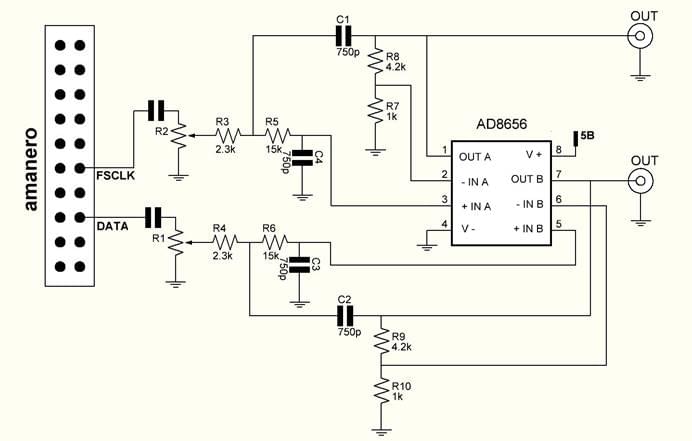 OUT
C1
750p
R8
4.2k
R7
1k
AD8656
5B
amanero
R2
R3
2.3k
R5
15k
750p
C4
FSCLK
1 OUT A
V + 8
2 - IN A
OUT B 7
3 + IN A
- IN B 6
4 V -
+ IN B 5
OUT
DATA
R1
R4
2.3k
R6
15k
750p
C3
C2
750p
R9
4.2k
R10
1k